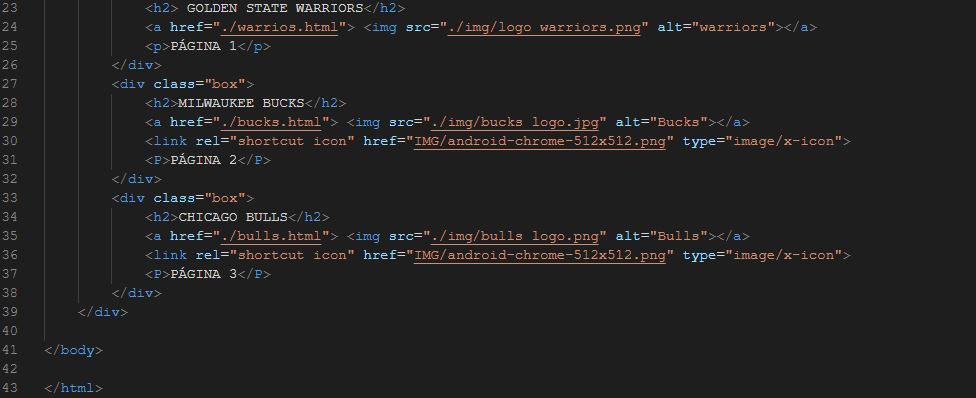 23 <h2> GOLDEN STATE WARRIORS</h2>
24 <a href="./warrios.html"> <img src="./img/logo warriors.png" alt="warriors"></a>
25 <p>PÁGINA 1</p>
26 </div>
27 <div class="box">
28 <h2>MILWAUKEE BUCKS</h2>
29 <a href="./bucks.html"> <img src="./img/bucks logo.jpg" alt="Bucks"></a>
30 <link rel="shortcut icon" href="IMG/android-chrome-512x512.png" type="image/x-icon">
31 <P>PÁGINA 2</P>
32 </div>
33 <div class="box">
34 <h2>CHICAGO BULLS</h2>
35 <a href="./bulls.html"> <img src="./img/bulls logo.png" alt="Bulls"></a>
36 <link rel="shortcut icon" href="IMG/android-chrome-512x512.png" type="image/x-icon">
37 <P>PÁGINA 3</P>
38 </div>
39 </div>
40
41 </body>
42
43 </html>